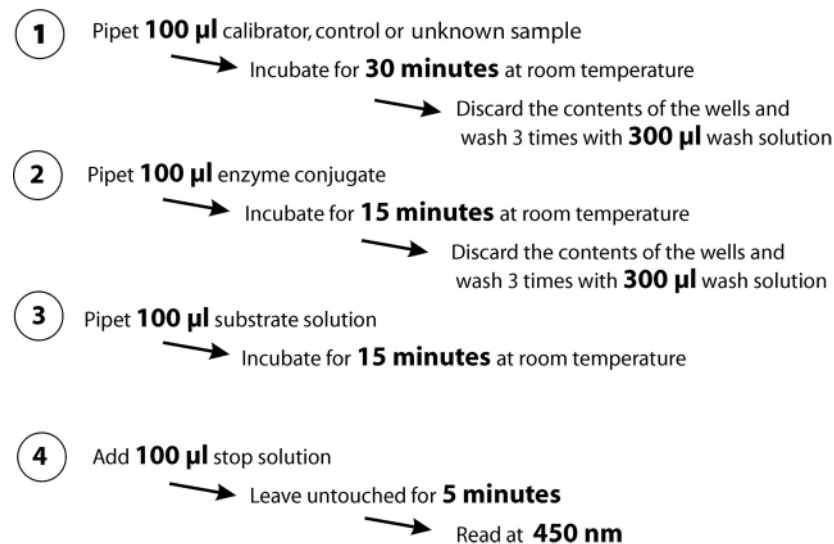 1 Pipet 100 µl calibrator, control or unknown sample
Incubate for 30 minutes at room temperature
Discard the contents of the wells and
wash 3 times with 300 µl wash solution
2 Pipet 100 µl enzyme conjugate
Incubate for 15 minutes at room temperature
Discard the contents of the wells and
wash 3 times with 300 µl wash solution
3 Pipet 100 µl substrate solution
Incubate for 15 minutes at room temperature
4 Add 100 µl stop solution
Leave untouched for 5 minutes
Read at 450 nm